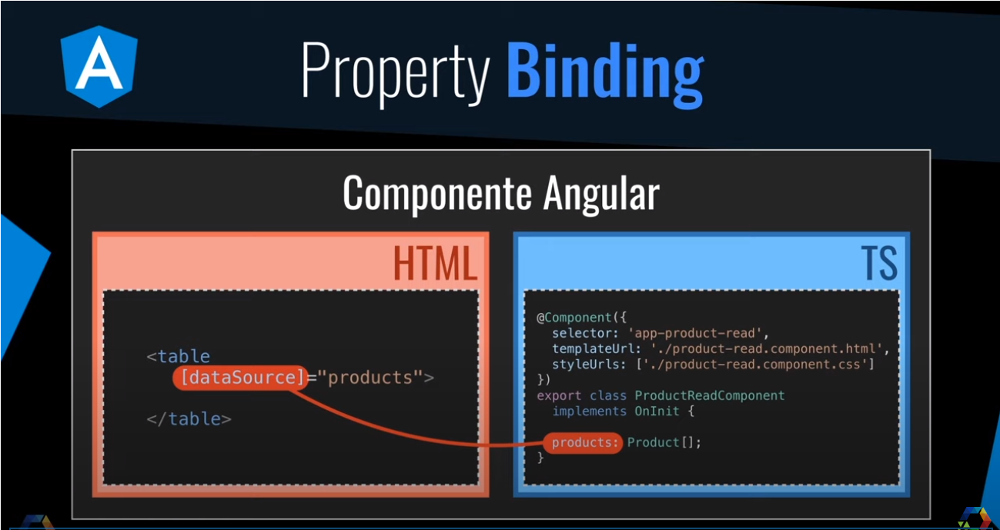 A
Property Binding
Componente Angular
HTML
<table
[dataSource]="products">
</table>
TS
@Component({
selector: 'app-product-read',
templateUrl: './product-read.component.html',
styleUrls: ['./product-read.component.css']
})
export class ProductReadComponent
implements OnInit {
products: Product[];
}